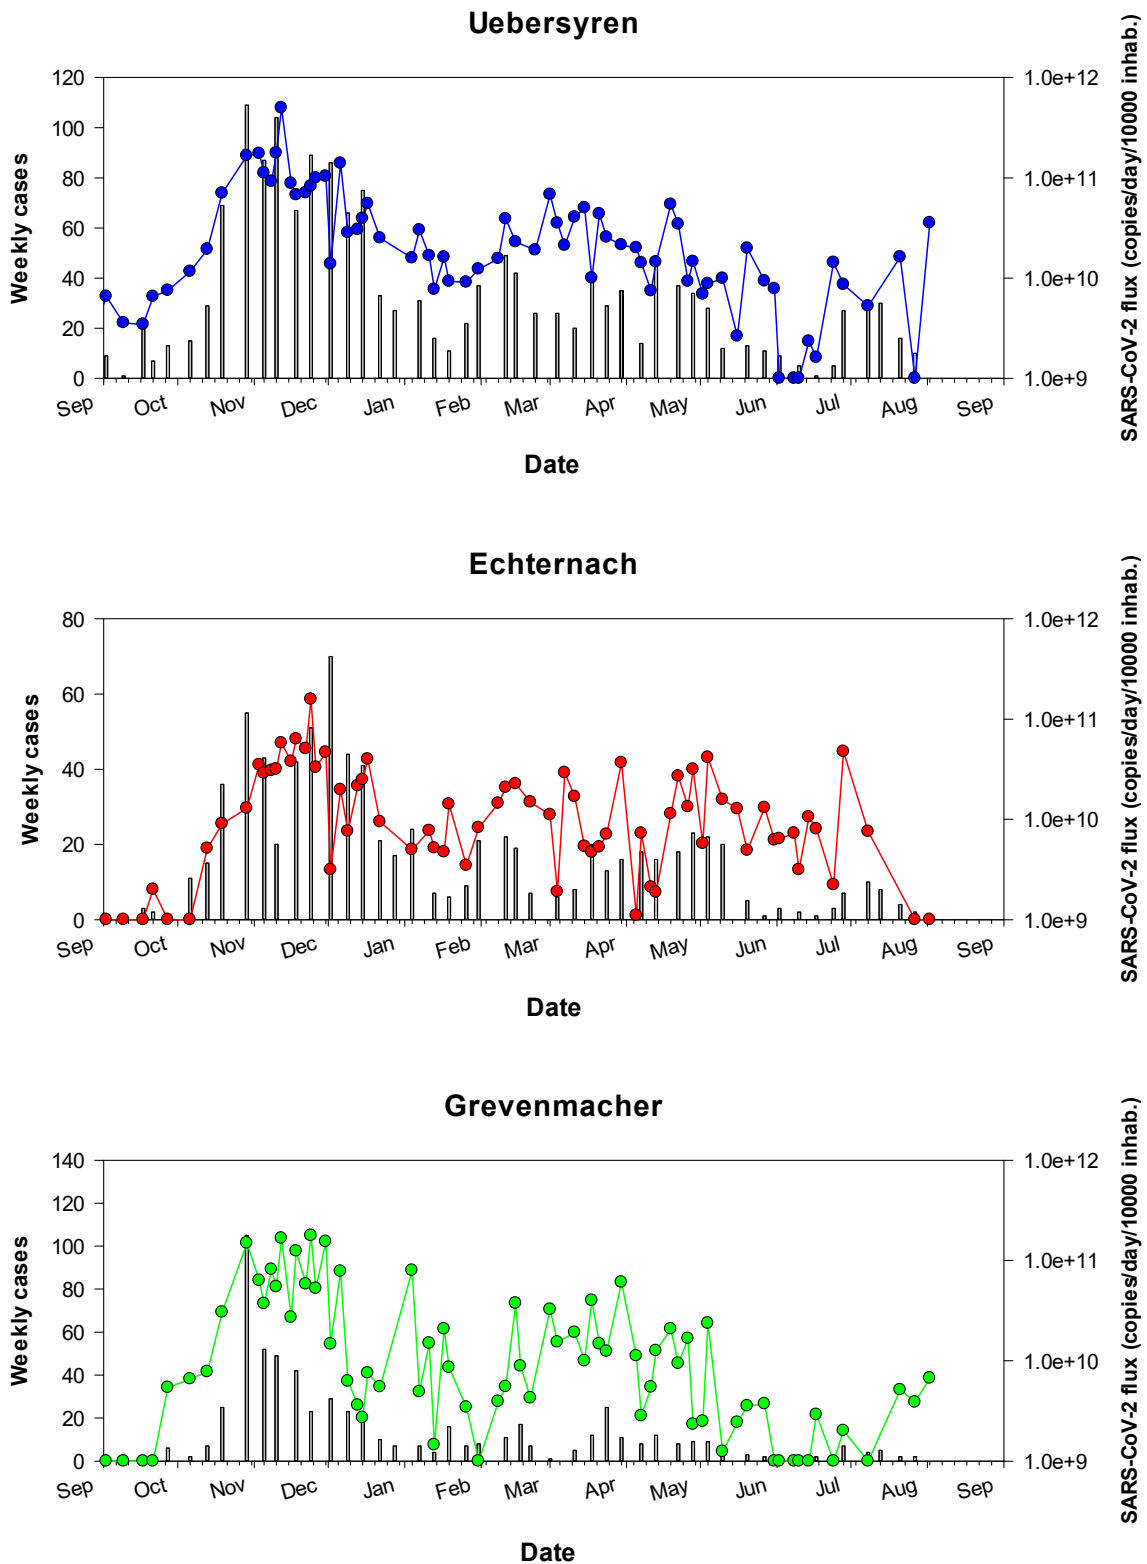 Uebersyren
120
100
80
60
40
20
0
1.0e+12
1.0e+11
1.0e+10
1.0e+9
Weekly cases
SARS-CoV-2 flux (copies/day/10000 inhab.)
Sep Oct Nov Dec Jan Feb Mar Apr May Jun Jul Aug Sep
Date
Echternach
80
60
40
20
0
1.0e+12
1.0e+11
1.0e+10
1.0e+9
Weekly cases
SARS-CoV-2 flux (copies/day/10000 inhab.)
Sep Oct Nov Dec Jan Feb Mar Apr May Jun Jul Aug Sep
Date
Grevenmacher
140
120
100
80
60
40
20
0
1.0e+12
1.0e+11
1.0e+10
1.0e+9
Weekly cases
SARS-CoV-2 flux (copies/day/10000 inhab.)
Sep Oct Nov Dec Jan Feb Mar Apr May Jun Jul Aug Sep
Date